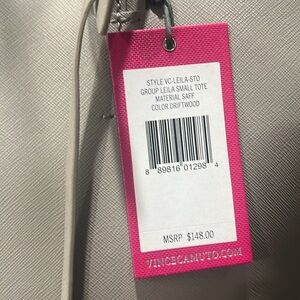 STYLE VC-LEILA-STO
GROUP LEILA SMALL TOTE
MATERIAL SAFF
COLOR DRIFTWOOD
8 89816 01298 4
MSRP $148.00
VINCECAMUTO.COM